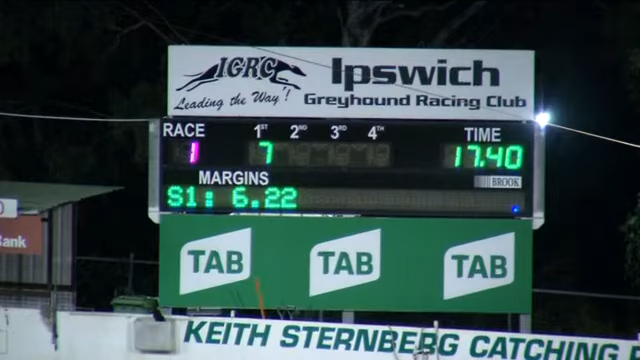 IGRC
Leading the Way!
Ipswich
Greyhound Racing Club
RACE 1ST 2ND 3RD 4TH TIME
1 7 17.40
MARGINS
BROOK
S1: 6.22
TAB TAB TAB
Bank
KEITH STERNBERG CATCHING